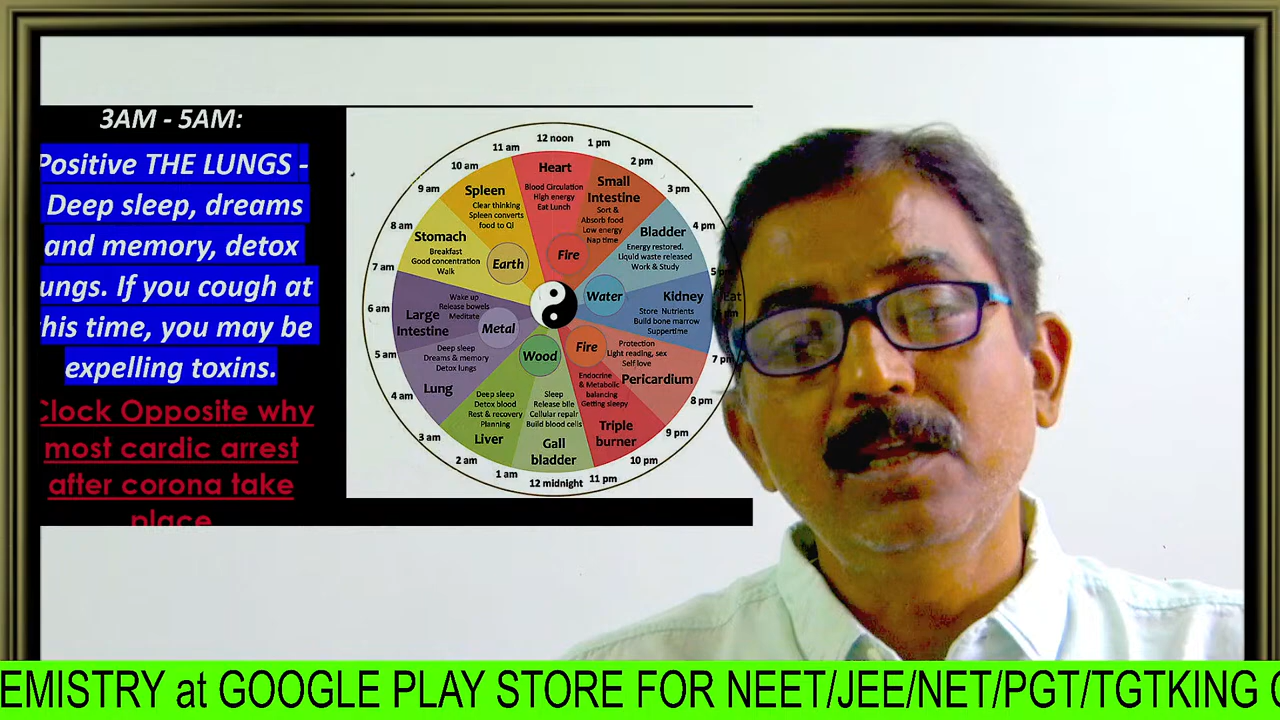 3AM - 5AM:
Positive THE LUNGS -
Deep sleep, dreams
and memory, detox
ungs. If you cough at
his time, you may be
expelling toxins.
Clock Opposite why
most cardic arrest
after corona take
place
12 noon
1 pm
2 pm
3 pm
4 pm
7 pm
8 pm
9 pm
10 pm
11 pm
12 midnight
1 am
2 am
3 am
4 am
5 am
6 am
7 am
8 am
9 am
10 am
11 am
Heart
Blood Circulation
High energy
Eat Lunch
Small
Intestine
Sort &
Absorb food
Low energy
Nap time
Bladder
Energy restored.
Liquid waste released
Work & Study
Kidney
Store Nutrients
Build bone marrow
Suppertime
Eat
Protection
Light reading, sex
Self love
Pericardium
Endocrine
& Metabolic
balancing
Getting sleepy
Triple
burner
Sleep
Release bile
Cellular repair
Build blood cells
Gall
bladder
Deep sleep
Detox blood
Rest & recovery
Planning
Liver
Deep sleep
Dreams & memory
Detox lungs
Lung
Wake up
Release bowels
Meditate
Large
Intestine
Stomach
Breakfast
Good concentration
Walk
Spleen
Clear thinking
Spleen converts
food to QI
Earth
Fire
Water
Fire
Wood
Metal
EMISTRY at GOOGLE PLAY STORE FOR NEET/JEE/NET/PGT/TGTKING